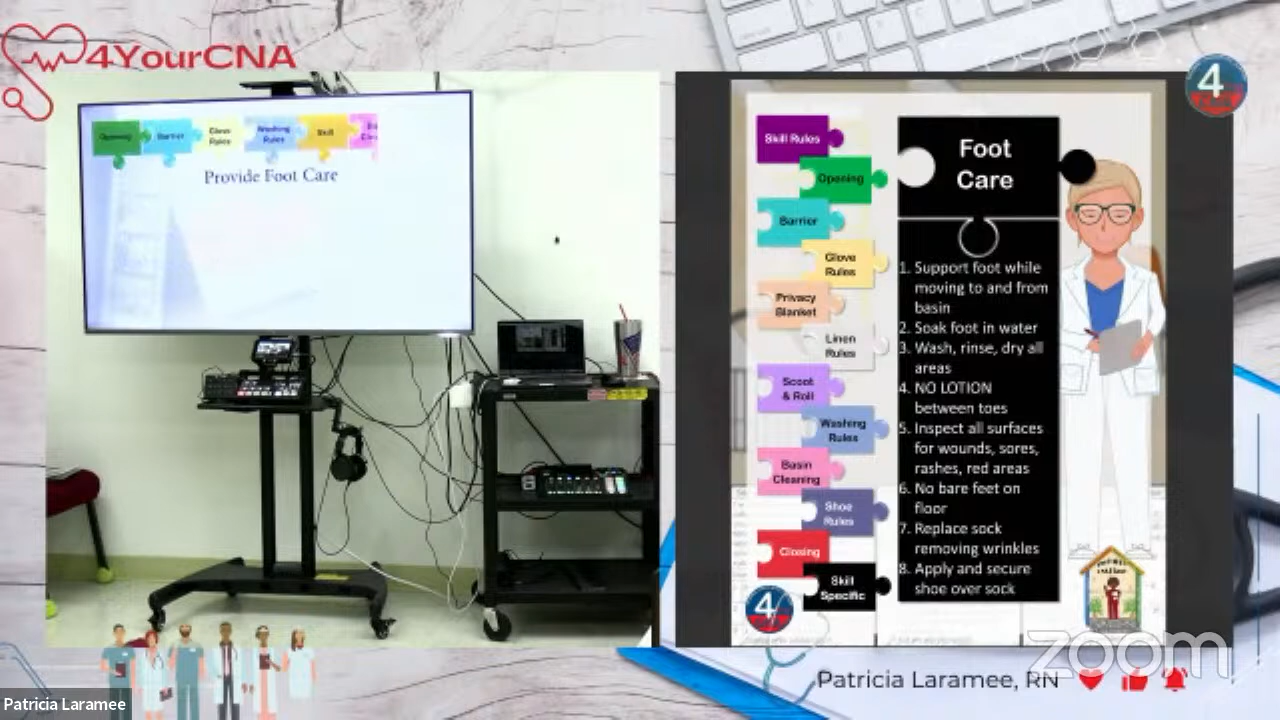 4YourCNA
Opening
Barrier
Glove
Rules
Washing
Rules
Skill
Provide Foot Care
4
Skill Rules
Opening
Barrier
Glove
Rules
Privacy
Blanket
Linen
Rules
Scoot
& Roll
Washing
Rules
Basin
Cleaning
Shoe
Rules
Closing
Skill
Specific
4
Foot
Care
1. Support foot while
moving to and from
basin
2. Soak foot in water
3. Wash, rinse, dry all
areas
4. NO LOTION
between toes
5. Inspect all surfaces
for wounds, sores,
rashes, red areas
6. No bare feet on
floor
7. Replace sock
removing wrinkles
8. Apply and secure
shoe over sock
zoom
Patricia Laramee, RN
Patricia Laramee